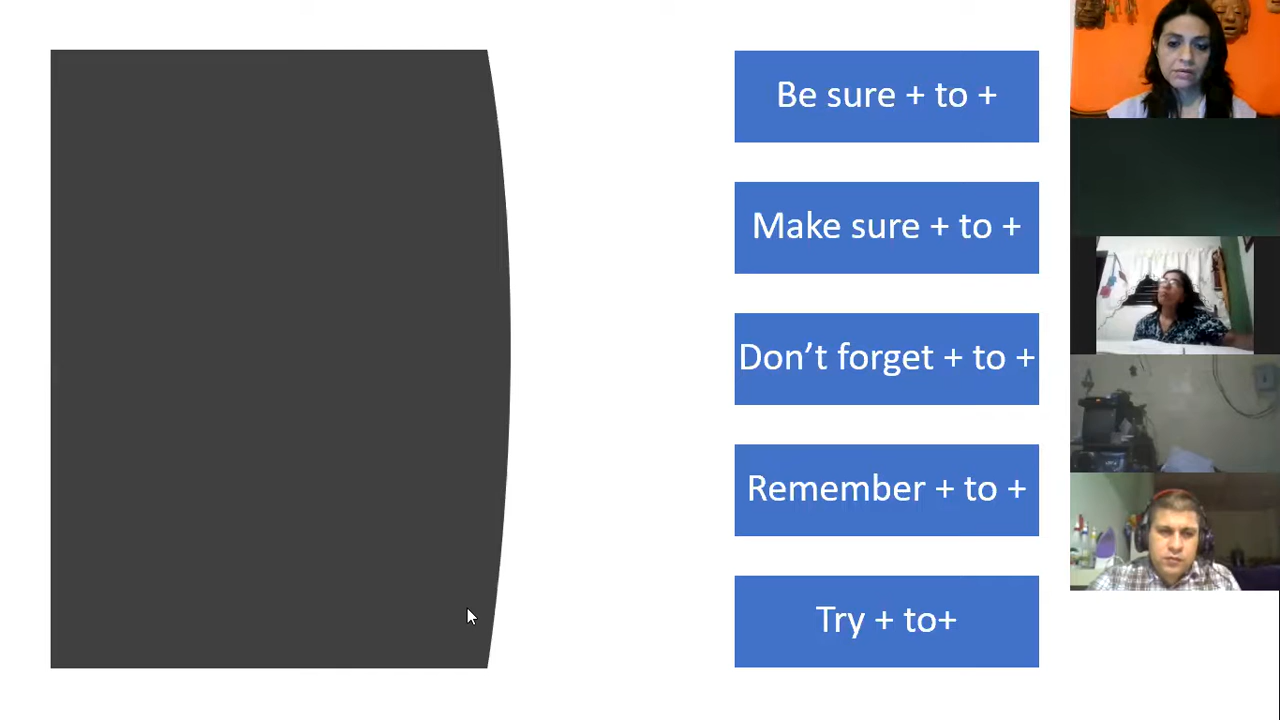 Be sure + to +
Make sure + to +
Don’t forget + to +
Remember + to +
Try + to+